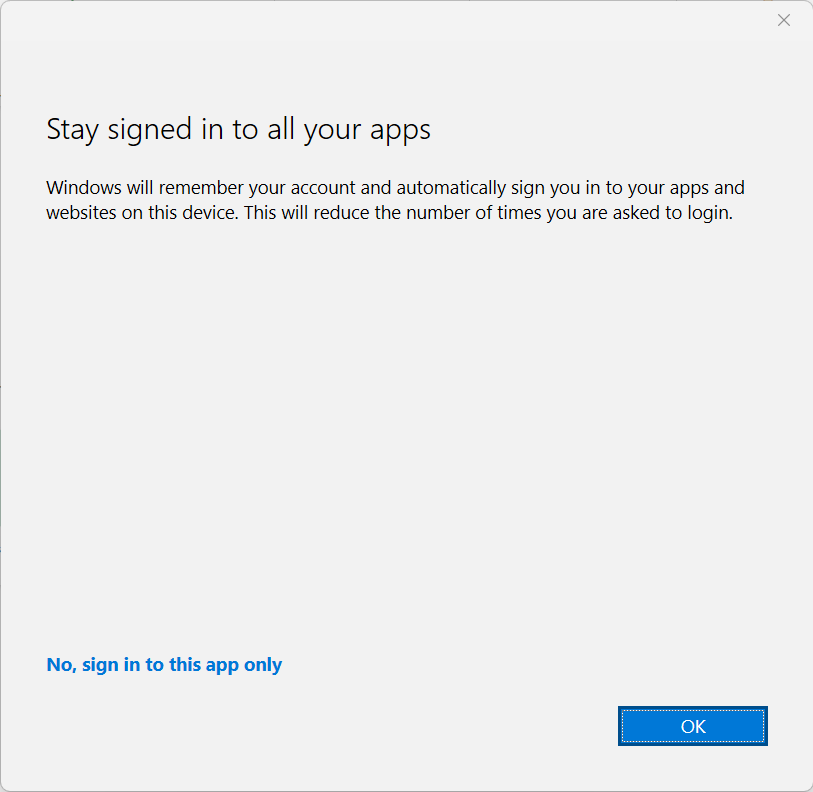 Stay signed in to all your apps
Windows will remember your account and automatically sign you in to your apps and
websites on this device. This will reduce the number of times you are asked to login.
No, sign in to this app only
OK